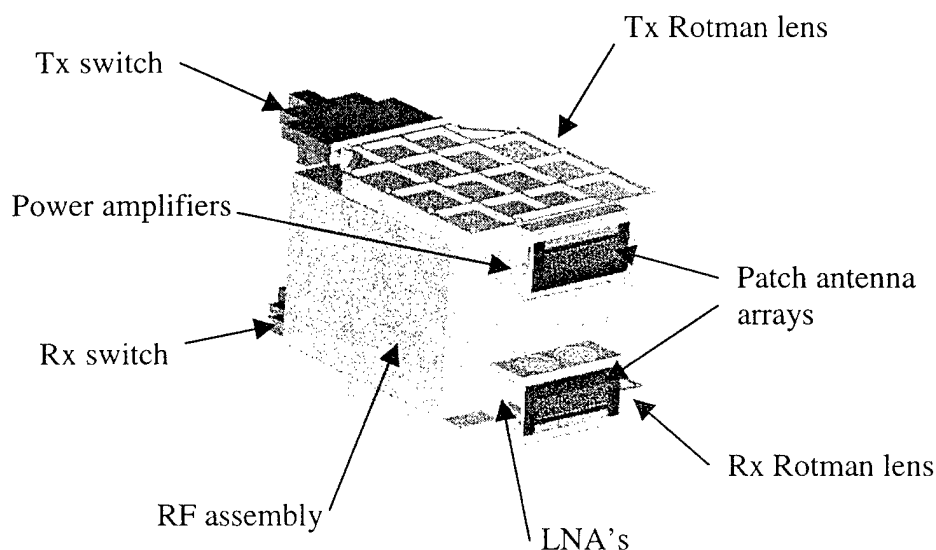 Tx Rotman lens
Tx switch
Power amplifiers
Patch antenna
arrays
Rx switch
Rx Rotman lens
RF assembly
LNA's